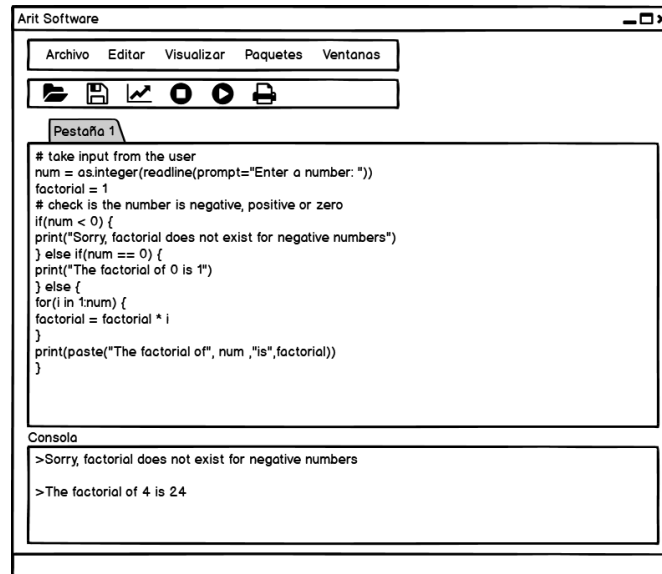 Arit Software
Archivo Editar Visualizar Paquetes Ventanas
Pestaña 1
# take input from the user
num = as.integer(readline(prompt="Enter a number: "))
factorial = 1
# check is the number is negative, positive or zero
if(num < 0) {
print("Sorry, factorial does not exist for negative numbers")
} else if(num == 0) {
print("The factorial of 0 is 1")
} else {
for(i in 1:num) {
factorial = factorial * i
}
print(paste("The factorial of", num ,"is",factorial))
}
Consola
>Sorry, factorial does not exist for negative numbers
>The factorial of 4 is 24